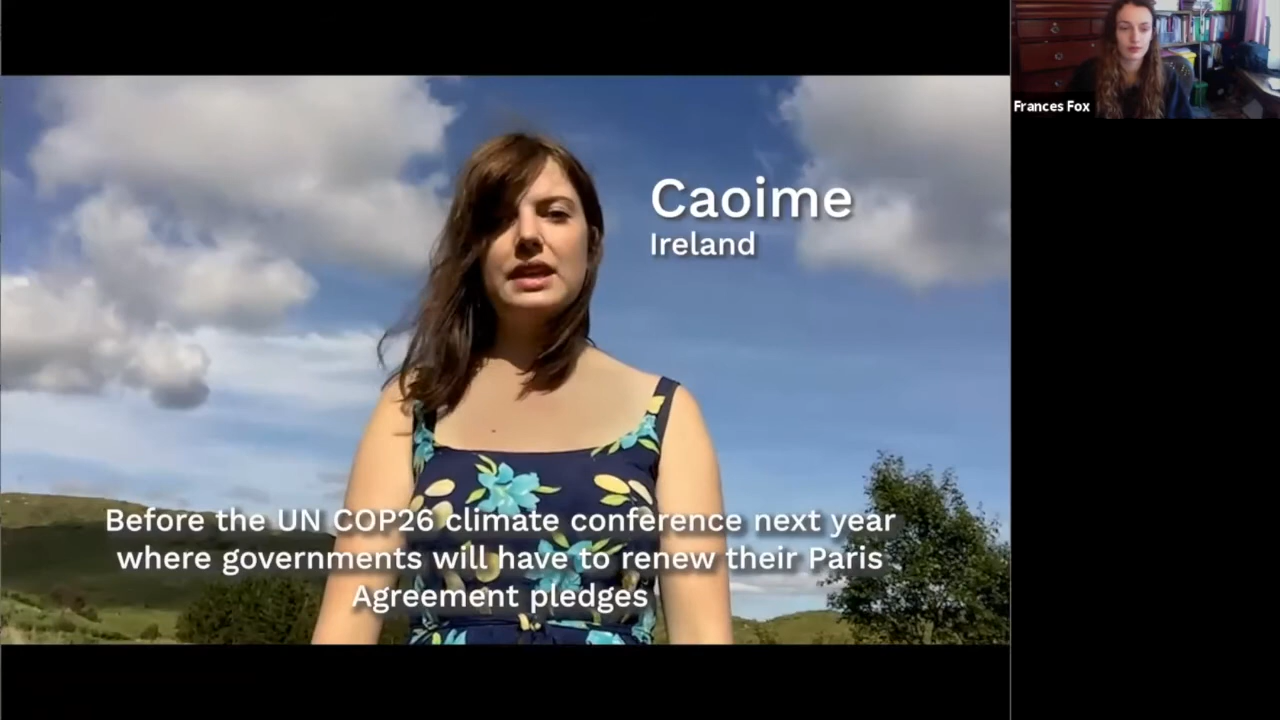 Frances Fox
Caoime
Ireland
Before the UN COP26 climate conference next year
where governments will have to renew their Paris
Agreement pledges